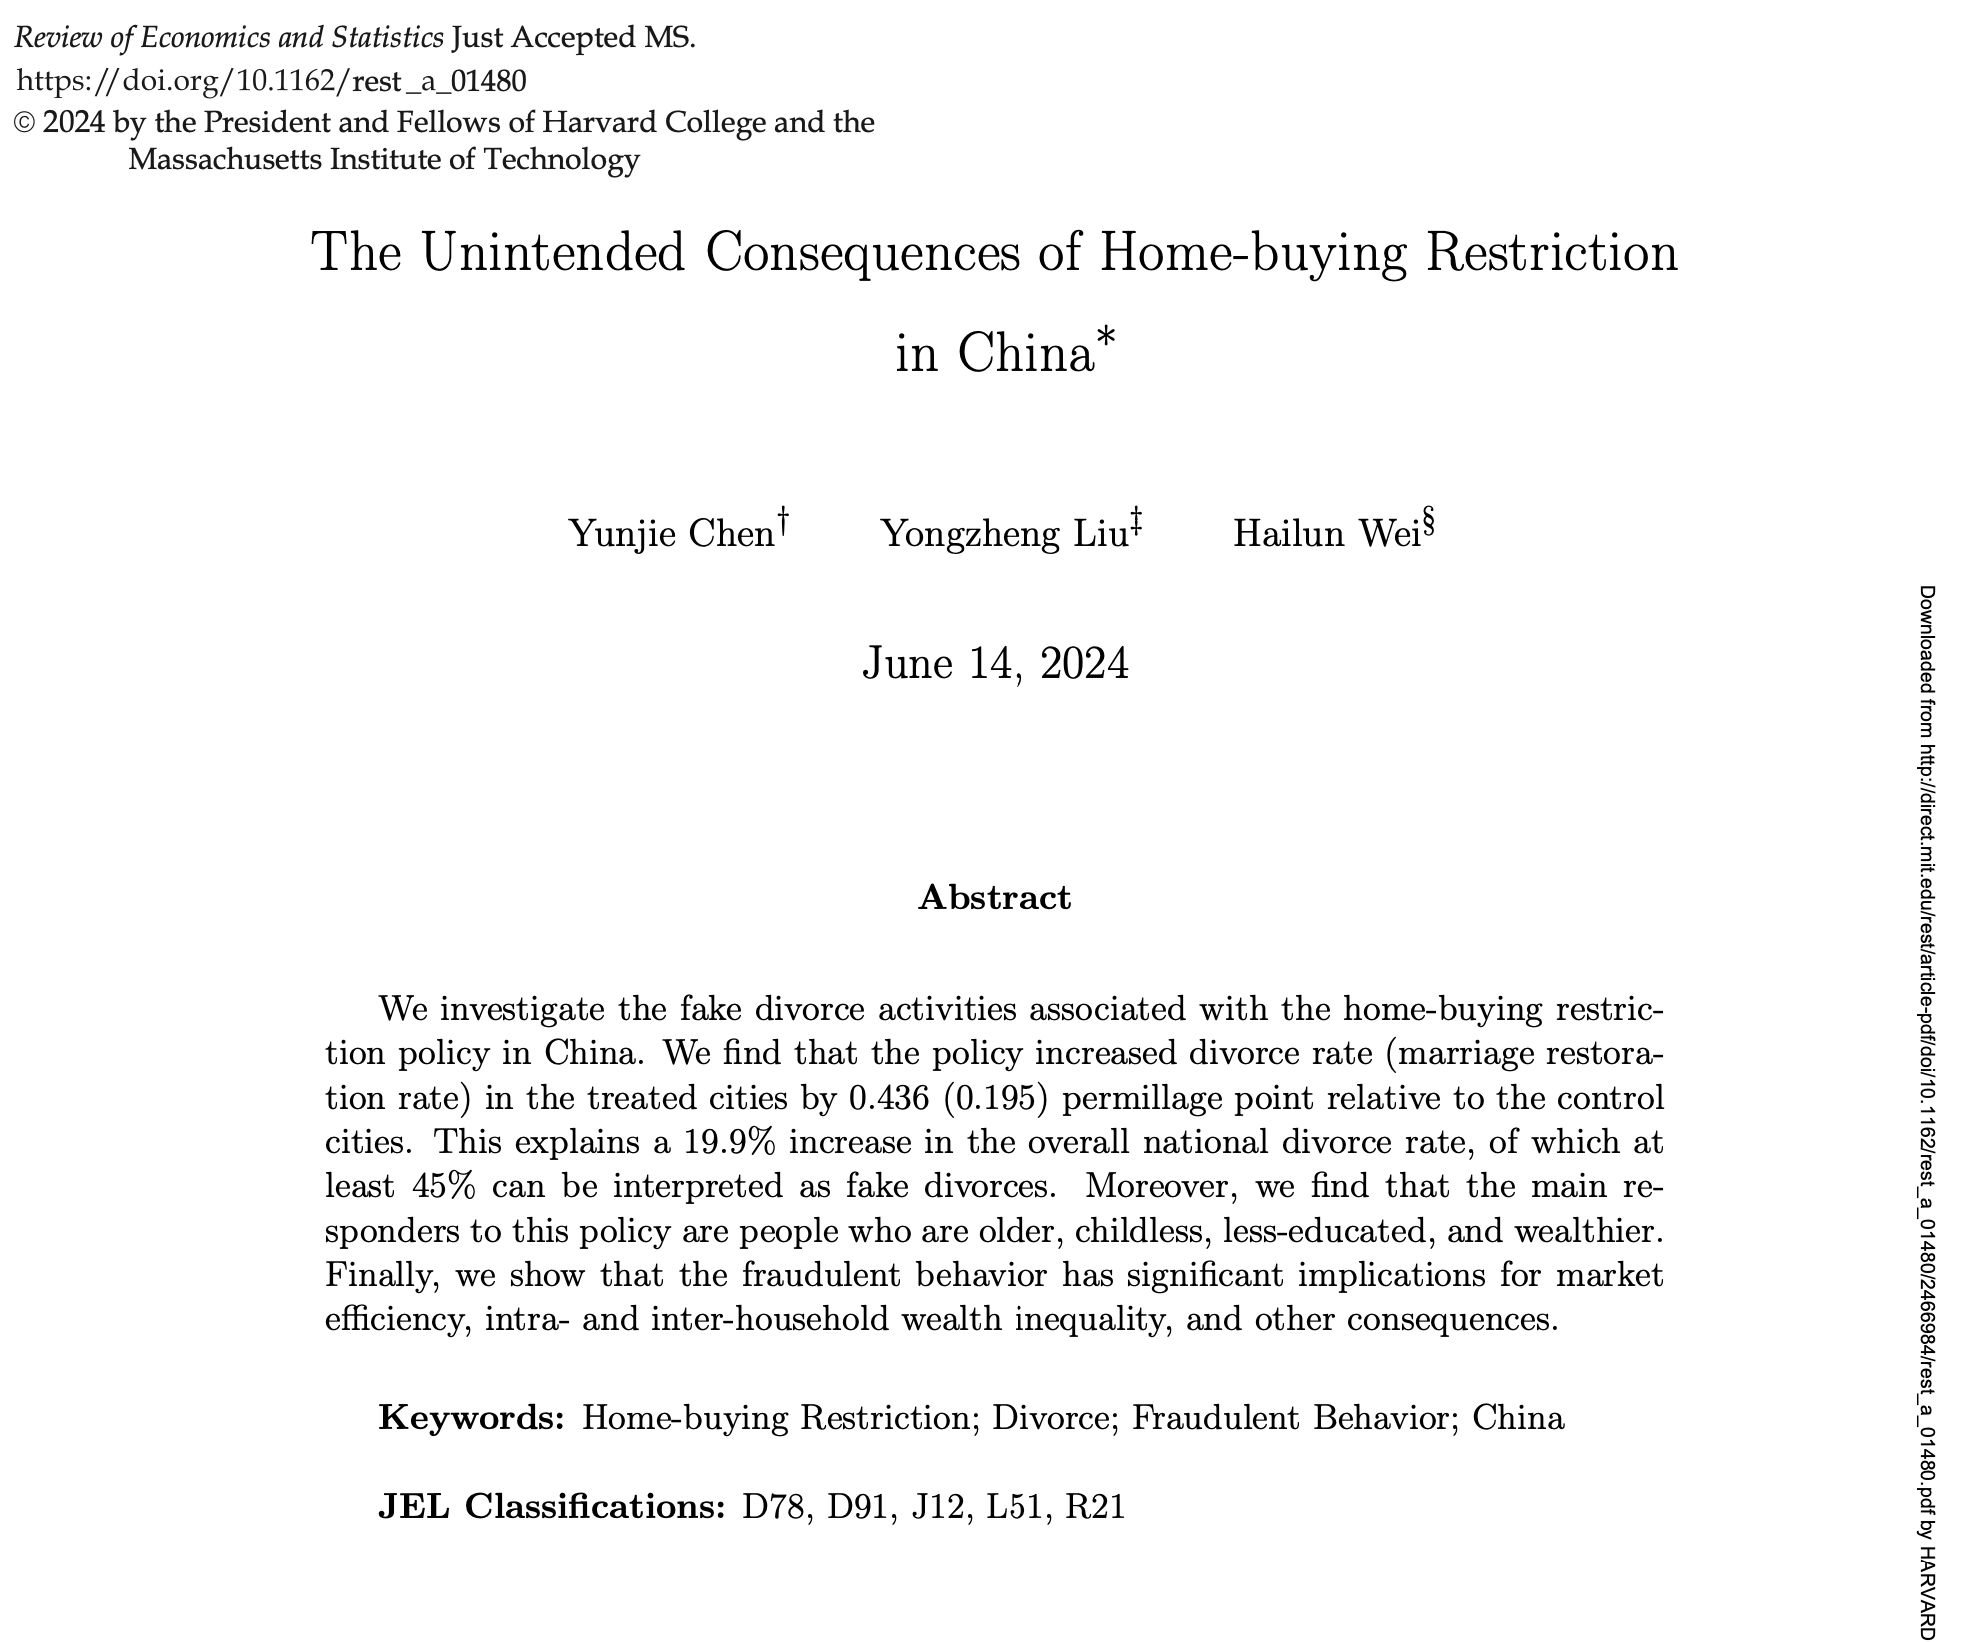 Review of Economics and Statistics Just Accepted MS.
https://doi.org/10.1162/rest_a_01480
© 2024 by the President and Fellows of Harvard College and the
Massachusetts Institute of Technology
The Unintended Consequences of Home-buying Restriction
in China*
Yunjie Chen† Yongzheng Liu‡ Hailun Wei§
June 14, 2024
Abstract
We investigate the fake divorce activities associated with the home-buying restric-
tion policy in China. We find that the policy increased divorce rate (marriage restora-
tion rate) in the treated cities by 0.436 (0.195) permillage point relative to the control
cities. This explains a 19.9% increase in the overall national divorce rate, of which at
least 45% can be interpreted as fake divorces. Moreover, we find that the main re-
sponders to this policy are people who are older, childless, less-educated, and wealthier.
Finally, we show that the fraudulent behavior has significant implications for market
efficiency, intra- and inter-household wealth inequality, and other consequences.
Keywords: Home-buying Restriction; Divorce; Fraudulent Behavior; China
JEL Classifications: D78, D91, J12, L51, R21
Downloaded from http://direct.mit.edu/rest/article-pdf/doi/10.1162/rest_a_01480/2466984/rest_a_01480.pdf by HARVARD